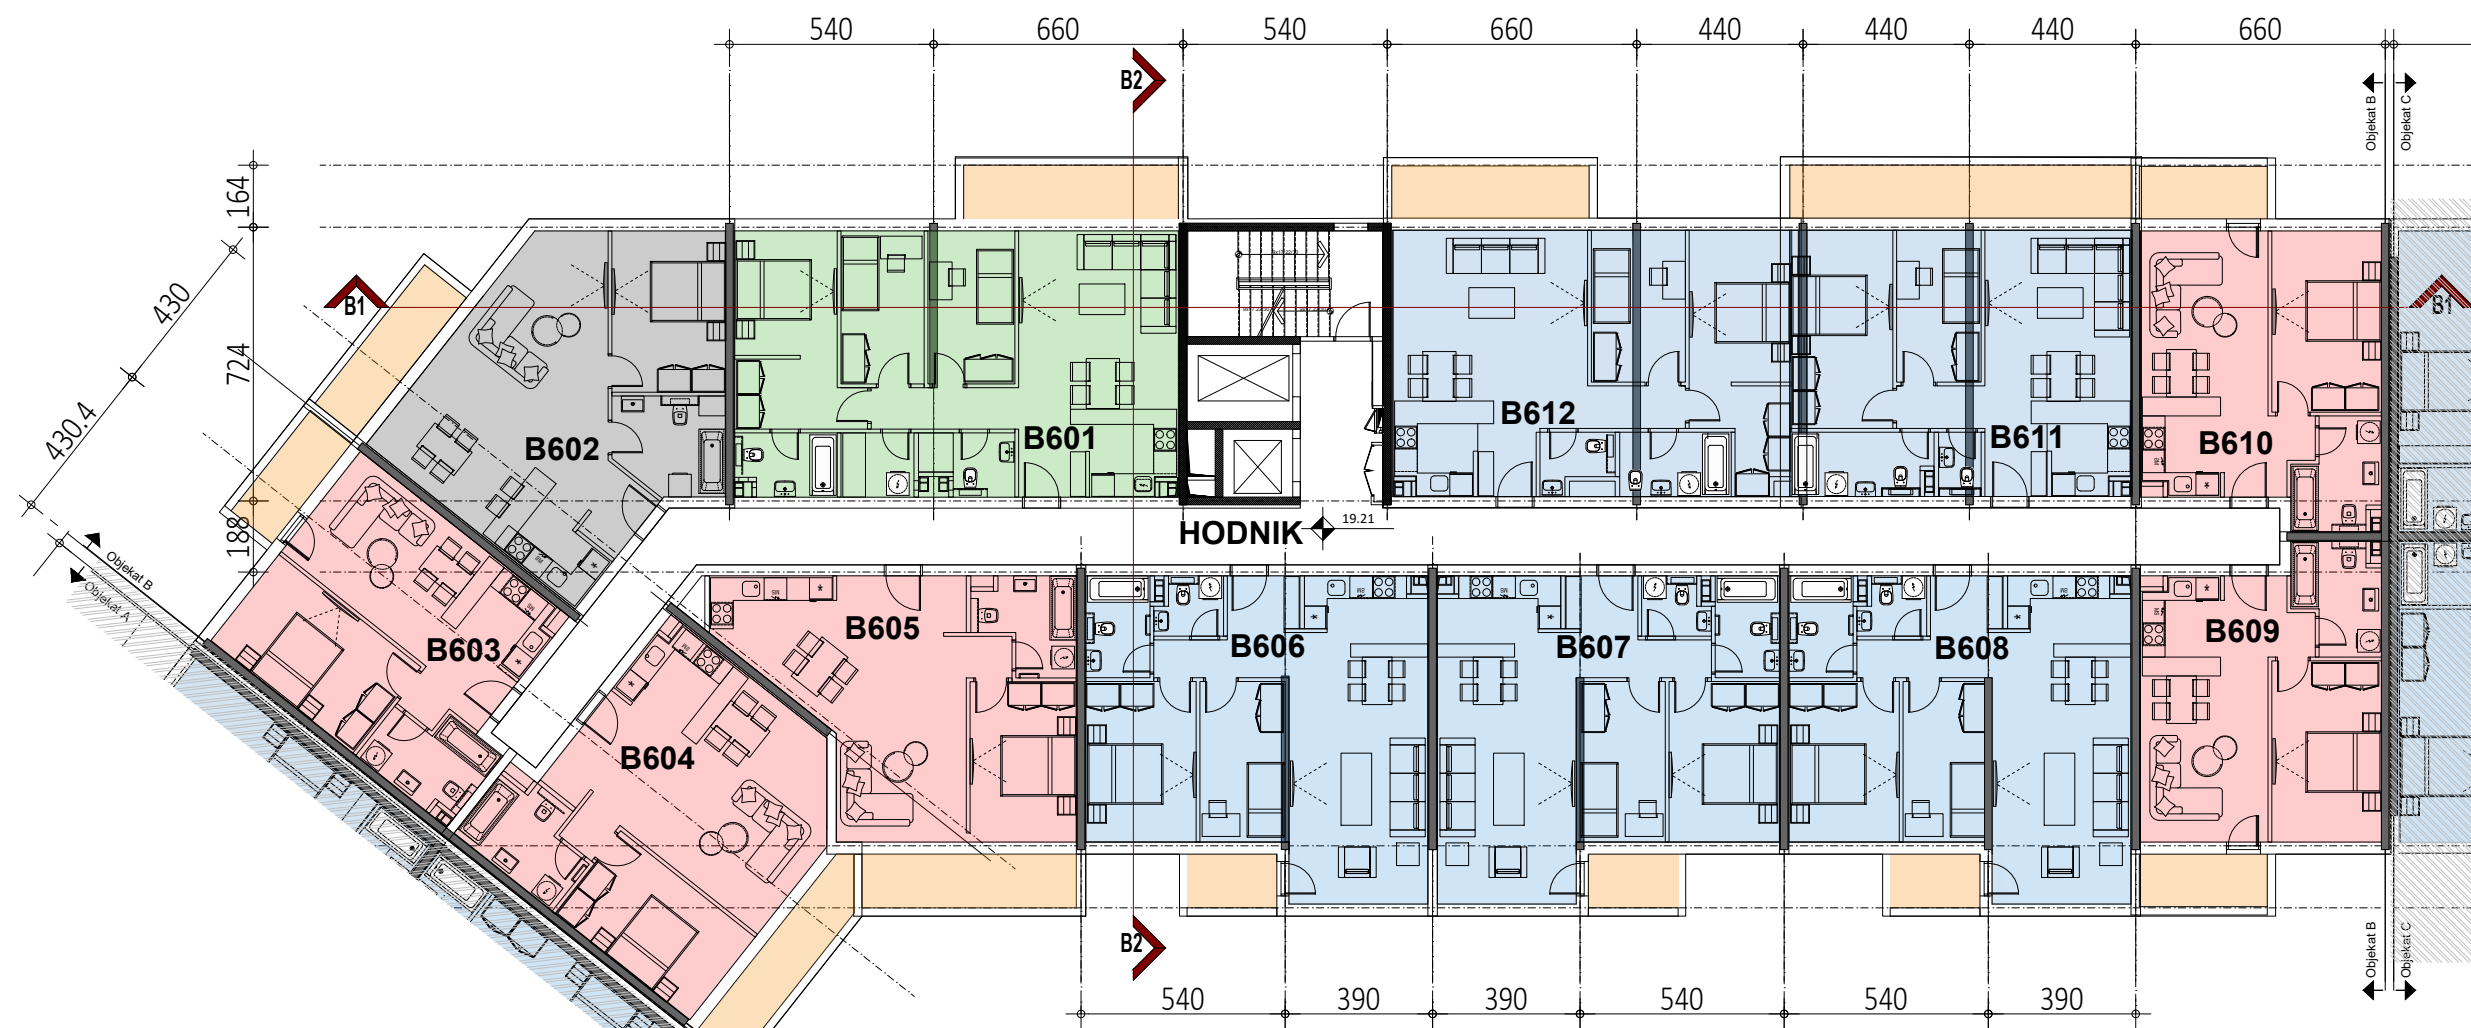 540 660 540 660 440 440 440 660
B2
Objekat B
Objekat C
164
430
724
430.4
188
B1
B1
B602
B601
B612
B611
B610
HODNIK
19.21
Objekat B
Objekat A
B603
B605
B606
B607
B608
B609
B604
B2
Objekat B
Objekat C
540 390 390 540 540 390